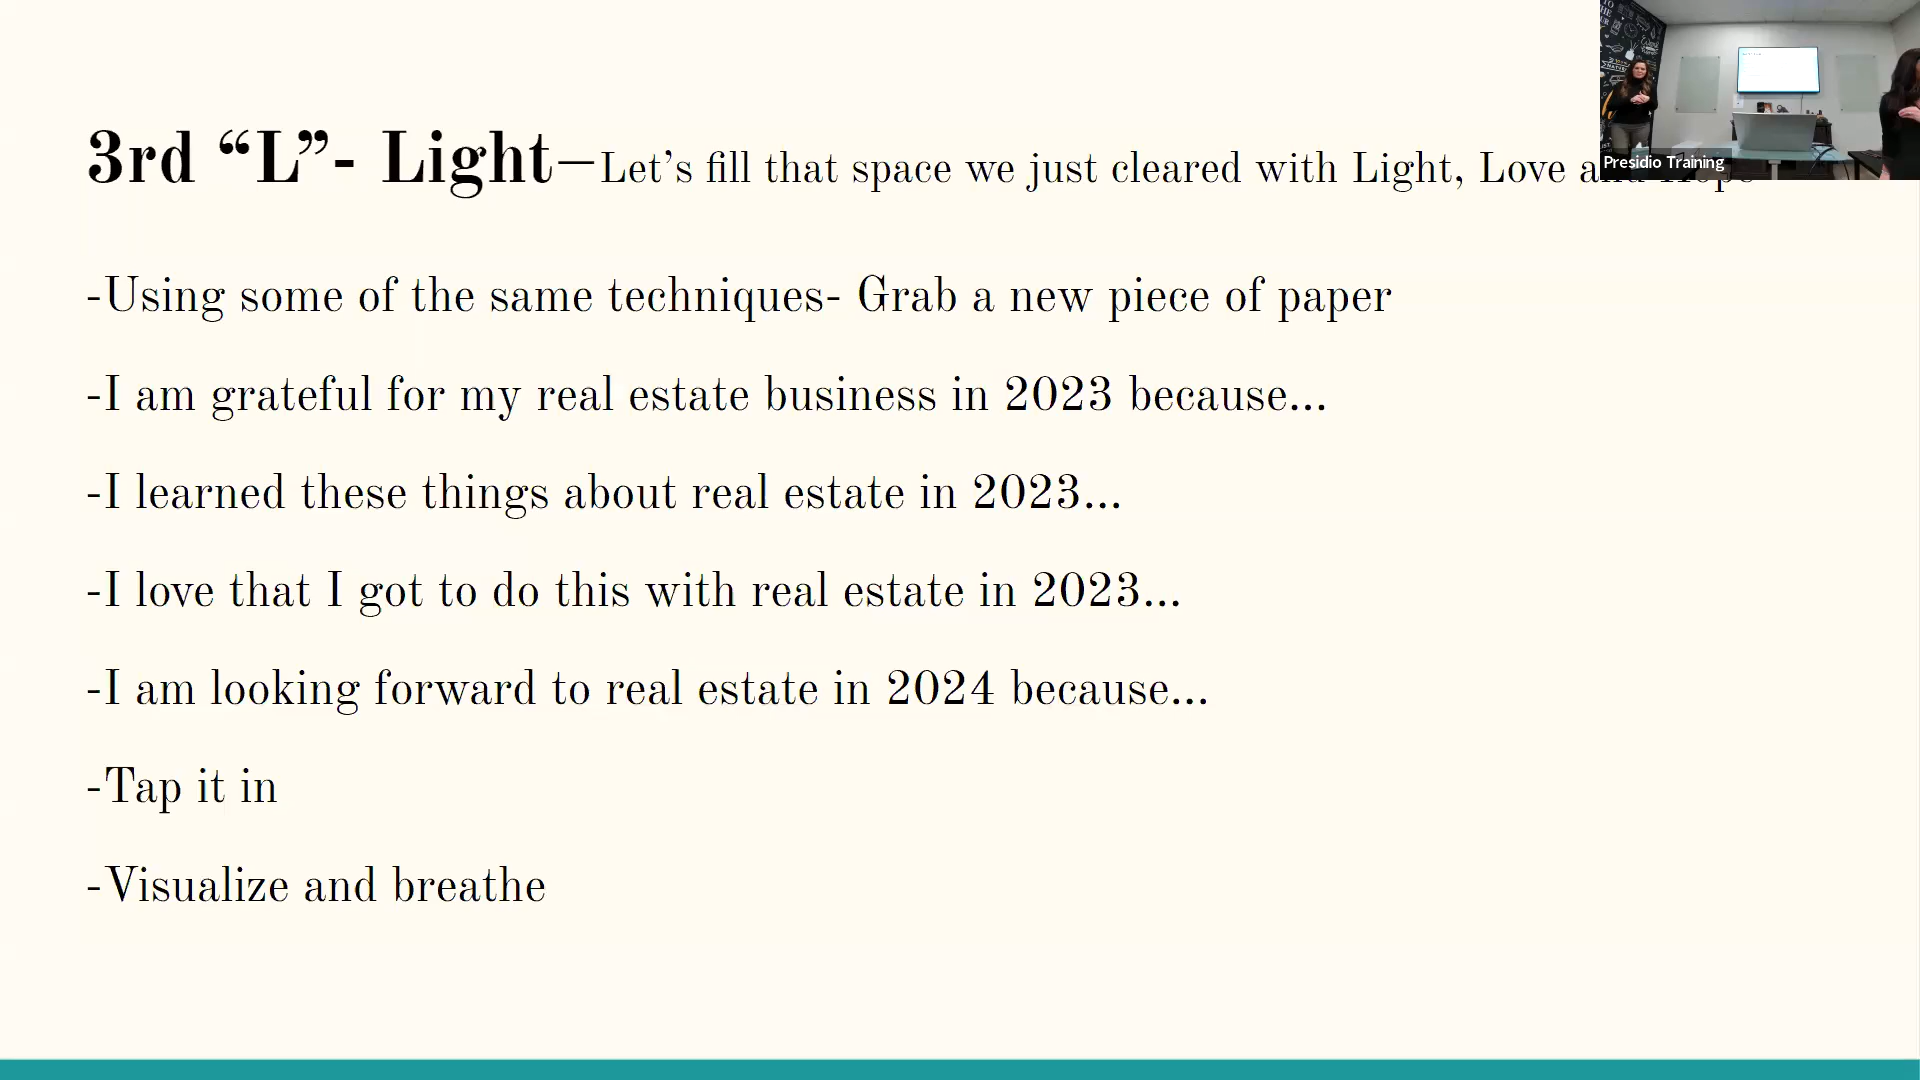 3rd “L”- Light—Let’s fill that space we just cleared with Light, Love and Hope
-Using some of the same techniques- Grab a new piece of paper
-I am grateful for my real estate business in 2023 because...
-I learned these things about real estate in 2023...
-I love that I got to do this with real estate in 2023...
-I am looking forward to real estate in 2024 because...
-Tap it in
-Visualize and breathe
Presidio Training